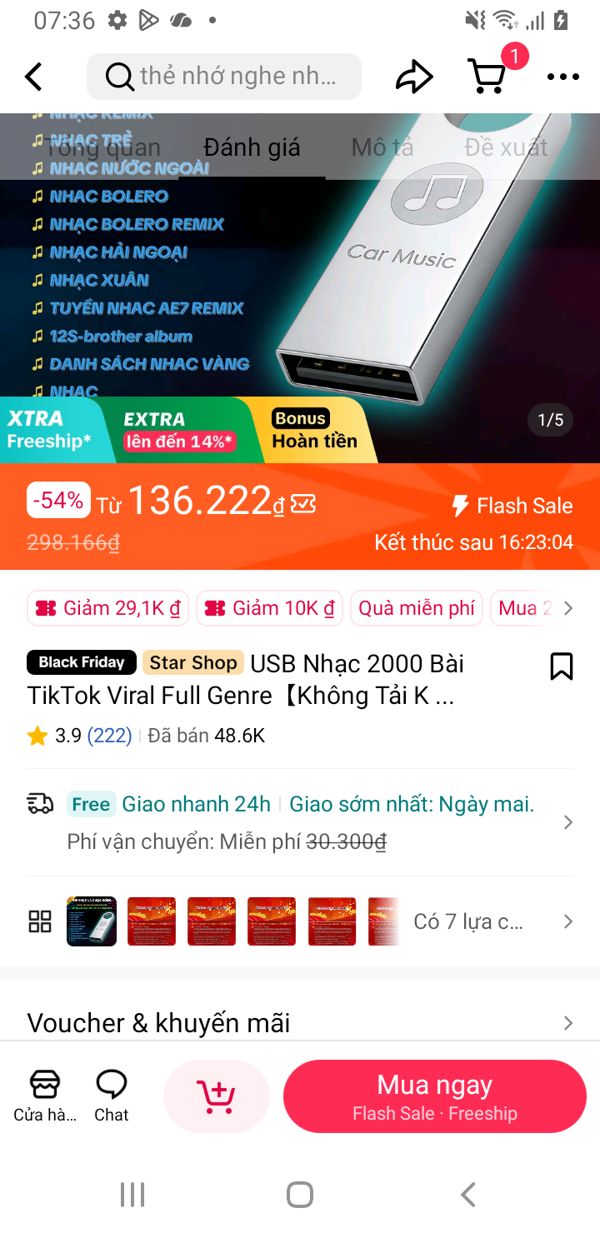 07:36
thẻ nhớ nghe nh...
1
NHẠC REMIX
NHẠC TRẺ
Tổng quan Đánh giá Mô tả Đề xuất
NHẠC NƯỚC NGOÀI
NHẠC BOLERO
NHẠC BOLERO REMIX
NHẠC HẢI NGOẠI
NHẠC XUÂN
TUYỂN NHẠC AE7 REMIX
12S-brother album
DANH SÁCH NHẠC VÀNG
NHẠC
Car Music
XTRA
Freeship*
EXTRA
lên đến 14%*
Bonus
Hoàn tiền
1/5
-54% Từ 136.222₫
Flash Sale
298.166₫
Kết thúc sau 16:23:04
Giảm 29,1K ₫ Giảm 10K ₫ Quà miễn phí Mua 2
Black Friday Star Shop USB Nhạc 2000 Bài
TikTok Viral Full Genre【Không Tải K ...
3.9 (222) Đã bán 48.6K
Free Giao nhanh 24h Giao sớm nhất: Ngày mai.
Phí vận chuyển: Miễn phí 30.300₫
Có 7 lựa c...
Voucher & khuyến mãi
Cửa hà... Chat
Mua ngay
Flash Sale · Freeship